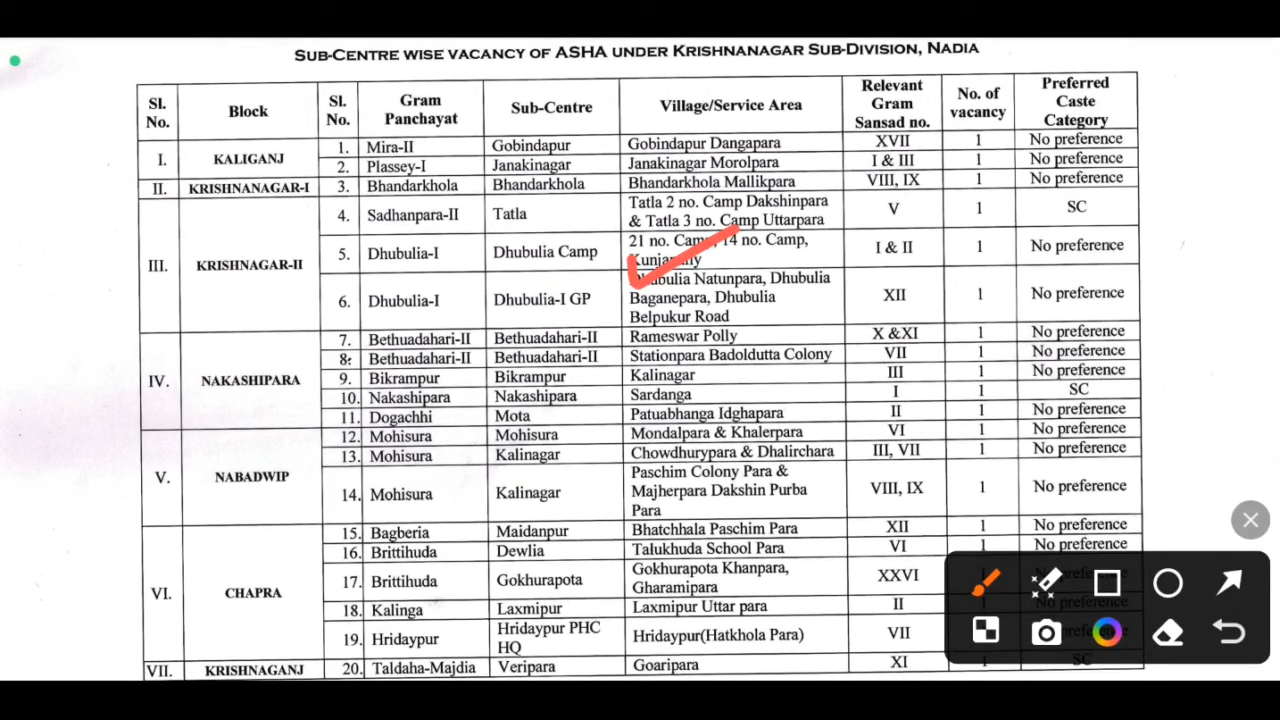 SUB-CENTRE WISE VACANCY OF ASHA UNDER KRISHNANAGAR SUB-DIVISION, NADIA
Sl. No. Block Sl. No. Gram Panchayat Sub-Centre Village/Service Area Relevant Gram Sansad no. No. of vacancy Preferred Caste Category
I. KALIGANJ 1. Mira-II Gobindapur Gobindapur Dangapara XVII 1 No preference
2. Plassey-I Janakinagar Janakinagar Morolpara I & III 1 No preference
II. KRISHNANAGAR-I 3. Bhandarkhola Bhandarkhola Bhandarkhola Mallikpara VIII, IX 1 No preference
III. KRISHNAGAR-II 4. Sadhanpara-II Tatla Tatla 2 no. Camp Dakshinpara
& Tatla 3 no. Camp Uttarpara V 1 SC
5. Dhubulia-I Dhubulia Camp 21 no. Camp, 14 no. Camp, I & II 1 No preference
6. Dhubulia-I Dhubulia-I GP Dhubulia Natunpara, Dhubulia
Baganepara, Dhubulia XII 1 No preference
Belpukur Road
IV. NAKASHIPARA 7. Bethuadahari-II Bethuadahari-II Rameswar Polly X &XI 1 No preference
8. Bethuadahari-II Bethuadahari-II Stationpara Badoldutta Colony VII 1 No preference
9. Bikrampur Bikrampur Kalinagar III 1 No preference
10. Nakashipara Nakashipara Sardanga I 1 SC
11. Dogachhi Mota Patuabhanga Idghapara II 1 No preference
V. NABADWIP 12. Mohisura Mohisura Mondalpara & Khalerpara VI 1 No preference
13. Mohisura Kalinagar Chowdhurypara & Dhalirchara III, VII 1 No preference
14. Mohisura Kalinagar Paschim Colony Para &
Majherpara Dakshin Purba VIII, IX 1 No preference
Para
VI. CHAPRA 15. Bagberia Maidanpur Bhatchhala Paschim Para XII 1 No preference
16. Brittihuda Dewlia Talukhuda School Para VI 1 No preference
17. Brittihuda Gokhurapota Gokhurapota Khanpara,
Gharamipara XXVI preference
18. Kalinga Laxmipur Laxmipur Uttar para II No preference
19. Hridaypur Hridaypur PHC HQ Hridaypur(Hatkhola Para) VII preference
VII. KRISHNAGANJ 20. Taldaha-Majdia Veripara Goaripara XI 1 SC